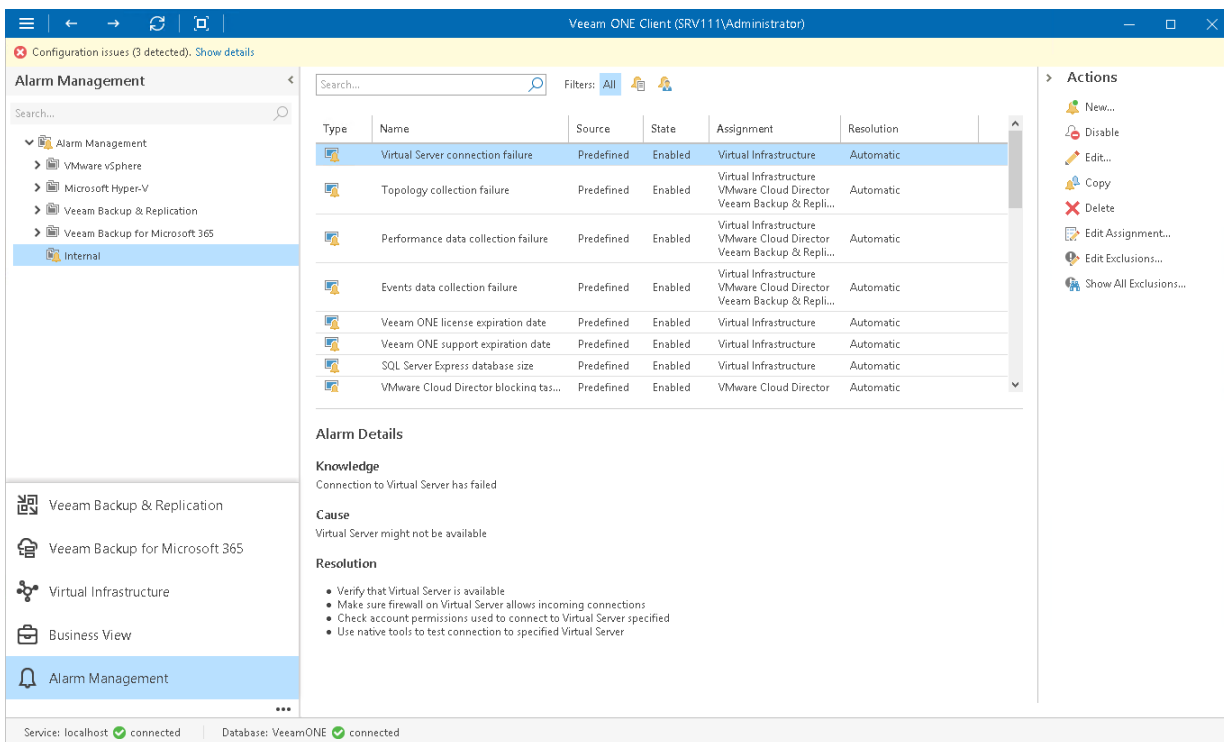 Veeam ONE Client (SRV111\Administrator)
Configuration issues (3 detected). Show details
Alarm Management
Search...
Alarm Management
VMware vSphere
Microsoft Hyper-V
Veeam Backup & Replication
Veeam Backup for Microsoft 365
Internal
Veeam Backup & Replication
Veeam Backup for Microsoft 365
Virtual Infrastructure
Business View
Alarm Management
Search...
Filters: All
Type Name Source State Assignment Resolution
Virtual Server connection failure Predefined Enabled Virtual Infrastructure Automatic
Topology collection failure Predefined Enabled Virtual Infrastructure
VMware Cloud Director
Veeam Backup & Repli... Automatic
Performance data collection failure Predefined Enabled Virtual Infrastructure
VMware Cloud Director
Veeam Backup & Repli... Automatic
Events data collection failure Predefined Enabled Virtual Infrastructure
VMware Cloud Director
Veeam Backup & Repli... Automatic
Veeam ONE license expiration date Predefined Enabled Virtual Infrastructure Automatic
Veeam ONE support expiration date Predefined Enabled Virtual Infrastructure Automatic
SQL Server Express database size Predefined Enabled Virtual Infrastructure Automatic
VMware Cloud Director blocking tas... Predefined Enabled VMware Cloud Director Automatic
Alarm Details
Knowledge
Connection to Virtual Server has failed
Cause
Virtual Server might not be available
Resolution
• Verify that Virtual Server is available
• Make sure firewall on Virtual Server allows incoming connections
• Check account permissions used to connect to Virtual Server specified
• Use native tools to test connection to specified Virtual Server
Actions
New...
Disable
Edit...
Copy
Delete
Edit Assignment...
Edit Exclusions...
Show All Exclusions...
Service: localhost connected Database: VeeamONE connected